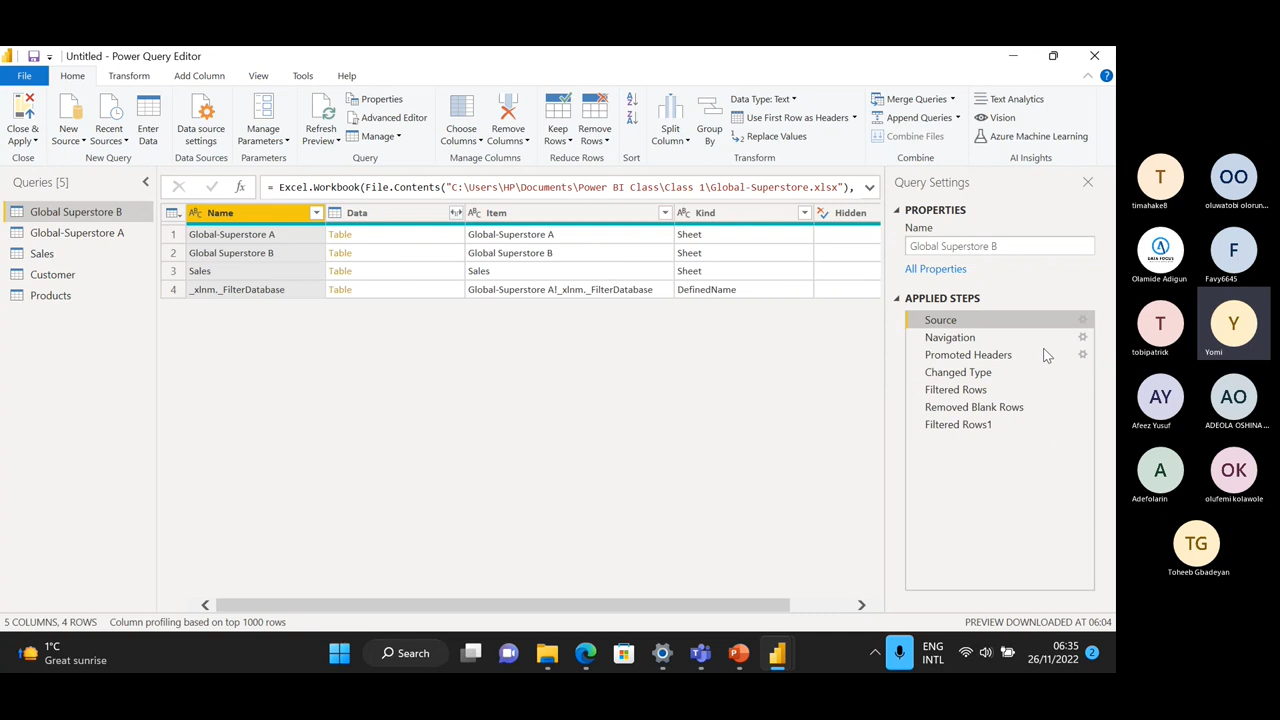 Untitled - Power Query Editor
File Home Transform Add Column View Tools Help
Close & Apply
New Source
Recent Sources
Enter Data
Data source settings
Manage Parameters
Refresh Preview
Properties
Advanced Editor
Manage
Choose Columns
Remove Columns
Keep Rows
Remove Rows
Split Column
Group By
Data Type: Text
Use First Row as Headers
Replace Values
Merge Queries
Append Queries
Combine Files
Text Analytics
Vision
Azure Machine Learning
Close New Query Data Sources Parameters Query Manage Columns Reduce Rows Sort Transform Combine AI Insights
Queries [5]
Global Superstore B
Global-Superstore A
Sales
Customer
Products
= Excel.Workbook(File.Contents("C:\Users\HP\Documents\Power BI Class\Class 1\Global-Superstore.xlsx"),
Name Data Item Kind Hidden
1 Global-Superstore A Table Global-Superstore A Sheet
2 Global Superstore B Table Global Superstore B Sheet
3 Sales Table Sales Sheet
4 _xlnm._FilterDatabase Table Global-Superstore A!_xlnm._FilterDatabase DefinedName
Query Settings
PROPERTIES
Name
Global Superstore B
All Properties
APPLIED STEPS
Source
Navigation
Promoted Headers
Changed Type
Filtered Rows
Removed Blank Rows
Filtered Rows1
5 COLUMNS, 4 ROWS Column profiling based on top 1000 rows PREVIEW DOWNLOADED AT 06:04
1°C
Great sunrise
Search
ENG
INTL
06:35
26/11/2022
2
T
timahake8
OO
oluwatobi olorun...
GAEA FOCUS
Olamide Adigun
F
Favy6645
T
tobipatrick
Y
Yomi
AY
Afeez Yusuf
AO
ADEOLA OSHINA...
A
Adefolarin
OK
olufemi kolawole
TG
Toheeb Gbadeyan